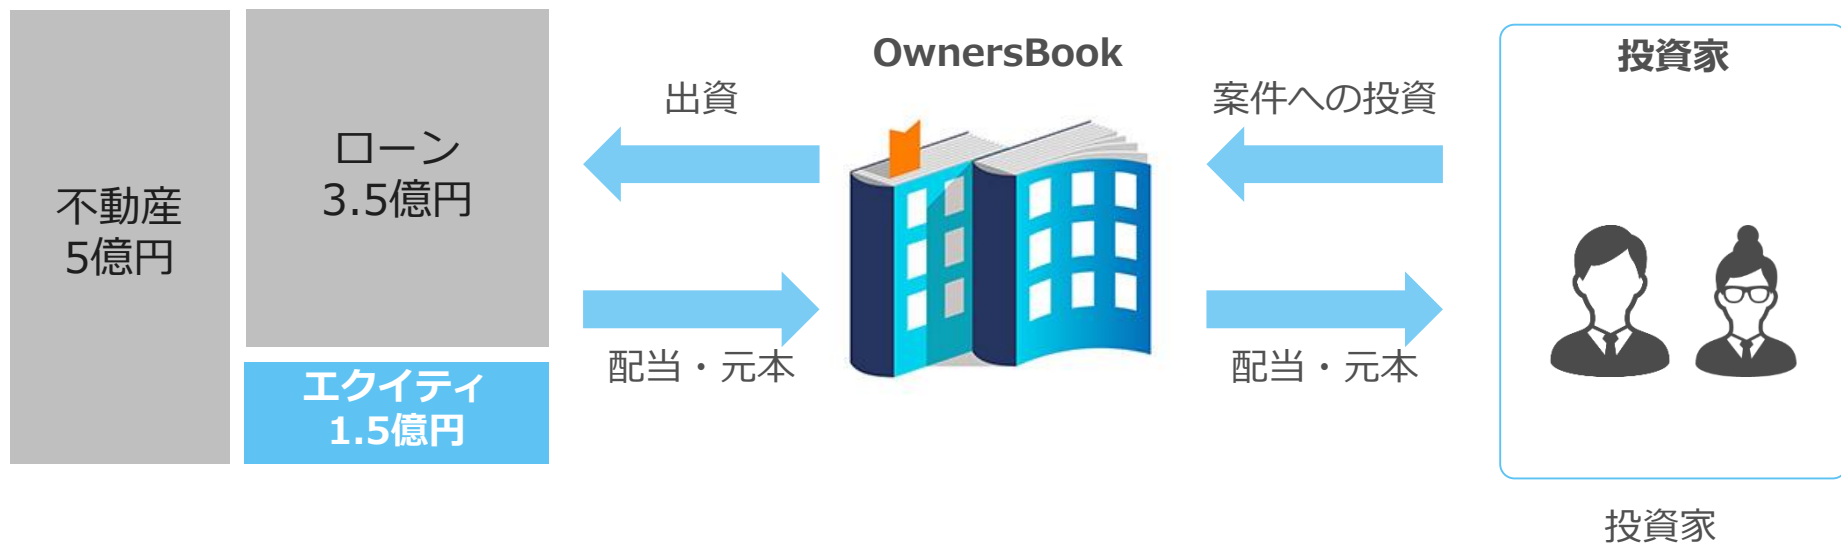 不動産
5億円
ローン
3.5億円
エクイティ
1.5億円
出資
配当・元本
OwnersBook
案件への投資
配当・元本
投資家
投資家